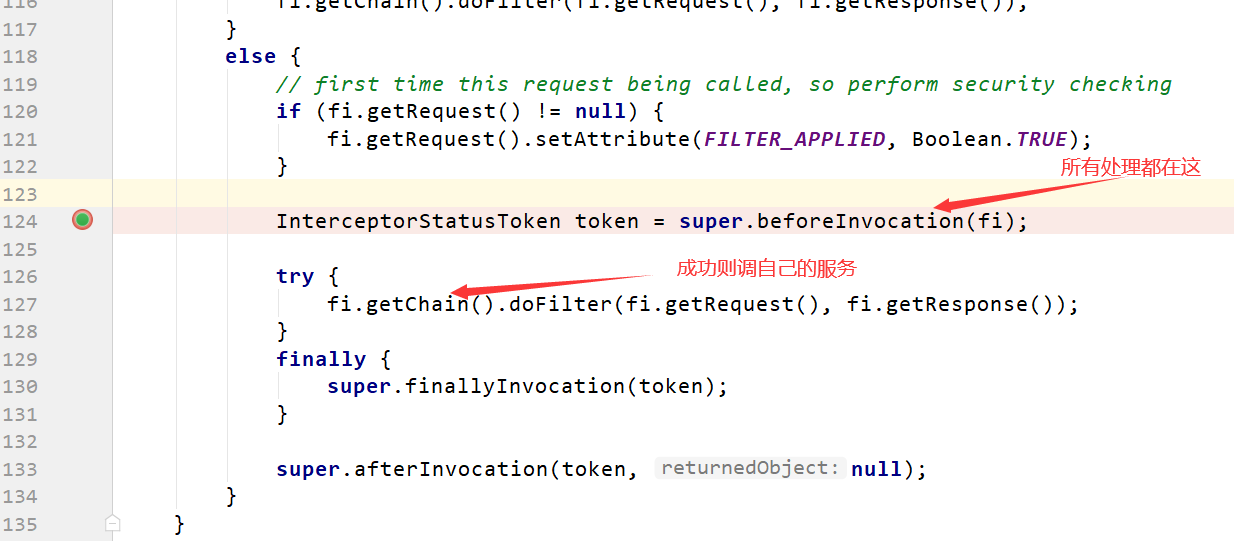 116 fi.getChain().doFilter(fi.getRequest(), fi.getResponse());
117 }
118 else {
119 // first time this request being called, so perform security checking
120 if (fi.getRequest() != null) {
121 fi.getRequest().setAttribute(FILTER_APPLIED, Boolean.TRUE);
122 }
所有处理都在这
123
124 InterceptorStatusToken token = super.beforeInvocation(fi);
125
成功则调自己的服务
126 try {
127 fi.getChain().doFilter(fi.getRequest(), fi.getResponse());
128 }
129 finally {
130 super.finallyInvocation(token);
131 }
132
133 super.afterInvocation(token, returnedObject: null);
134 }
135 }